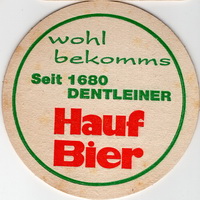 wohl
bekomms
Seit 1680
DENTLEINER
Hauf
Bier